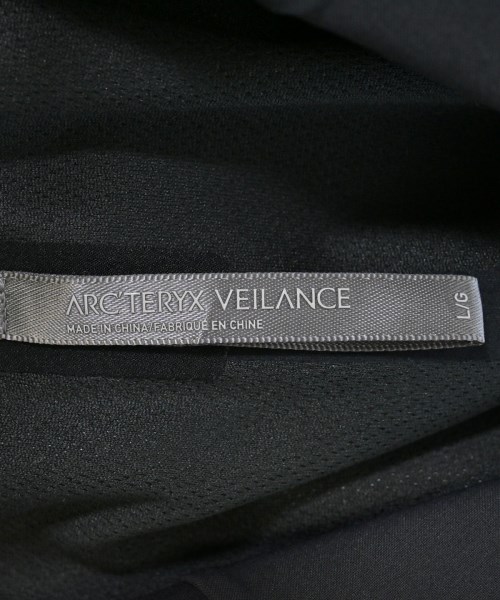 ARC'TERYX VEILANCE
MADE IN CHINA/FABRIQUÉ EN CHINE
L/G